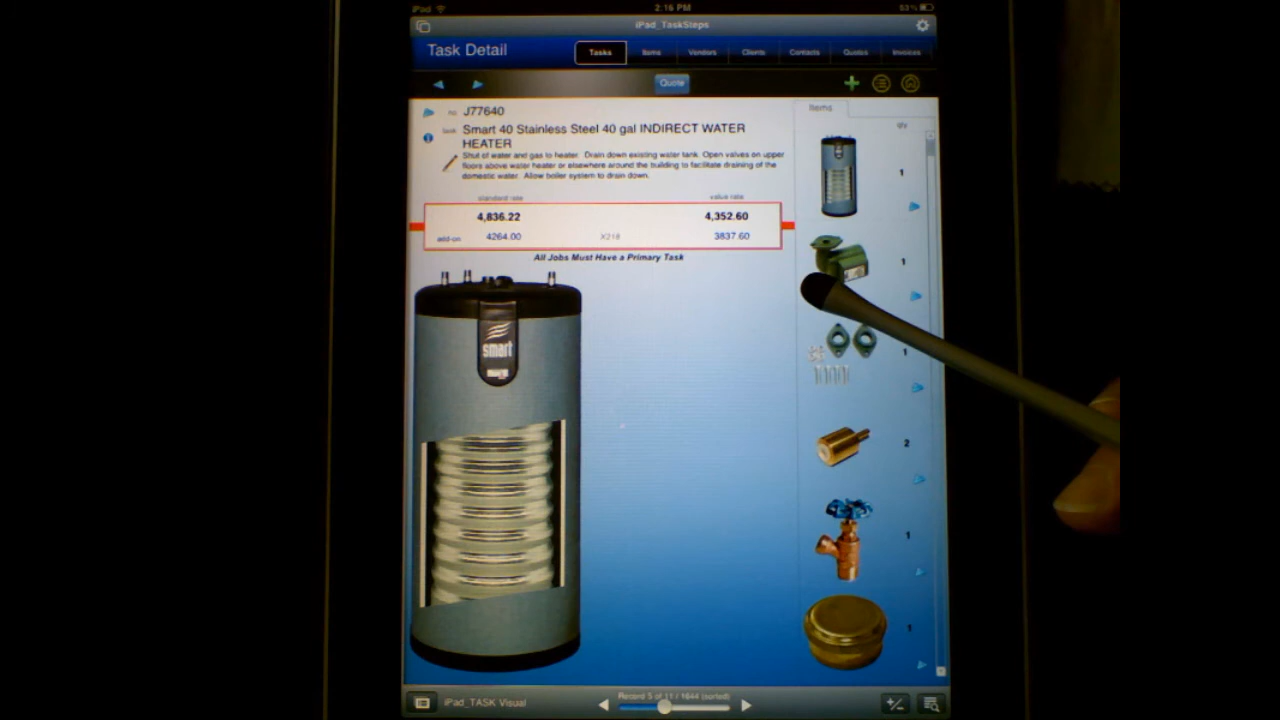 iPad
2:16 PM
53%
iPad_TaskSteps
Task Detail
Tasks
Items
Vendors
Clients
Contacts
Quotes
Invoices
Quote
no J77640
task Smart 40 Stainless Steel 40 gal INDIRECT WATER
HEATER
Shut of water and gas to heater. Drain down existing water tank. Open valves on upper
floors above water heater or elsewhere around the building to facilitate draining of the
domestic water. Allow boiler system to drain down.
standard rate
value rate
4,836.22
4,352.60
add-on
4264.00
X218
3837.60
All Jobs Must Have a Primary Task
smart
Items
qty
1
1
1
2
1
1
iPad_TASK Visual
Record 5 of 11 / 1644 (sorted)